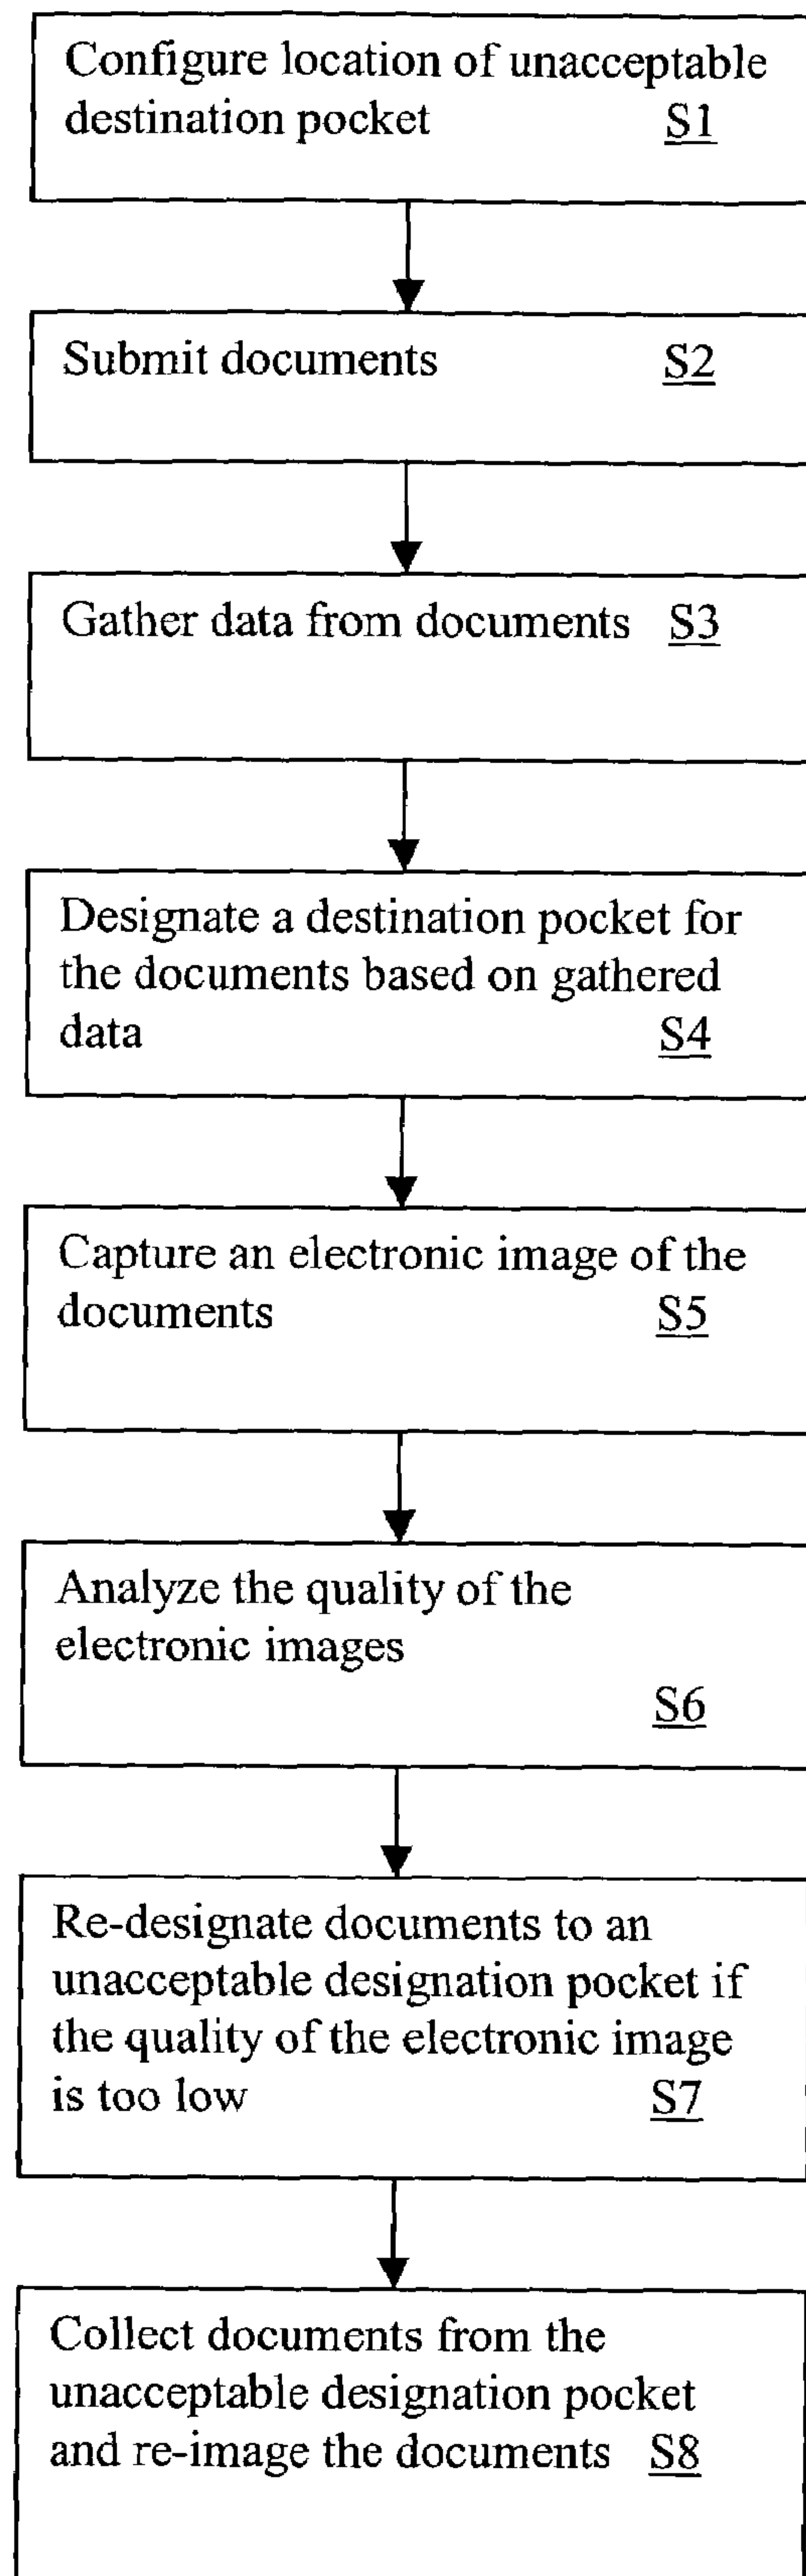 Configure location of unacceptable
destination pocket S1
Submit documents S2
Gather data from documents S3
Designate a destination pocket for
the documents based on gathered
data S4
Capture an electronic image of the
documents S5
Analyze the quality of the
electronic images
S6
Re-designate documents to an
unacceptable designation pocket if
the quality of the electronic image
is too low S7
Collect documents from the
unacceptable designation pocket
and re-image the documents S8